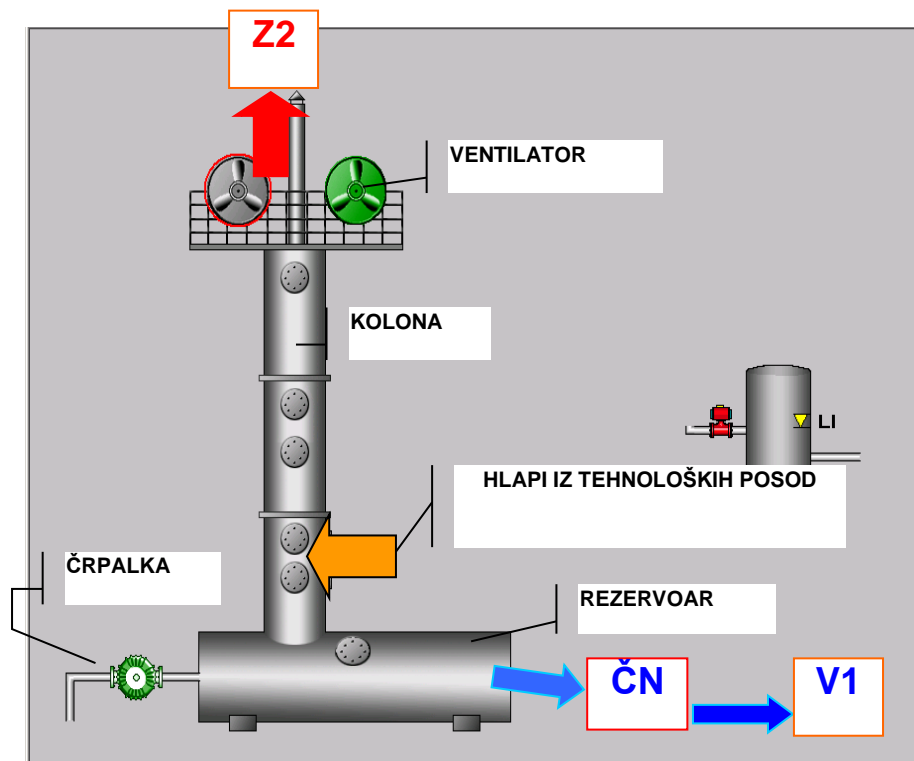 Z2
VENTILATOR
KOLONA
LI
HLAPI IZ TEHNOLOŠKIH POSOD
ČRPALKA
REZERVOAR
ČN
V1